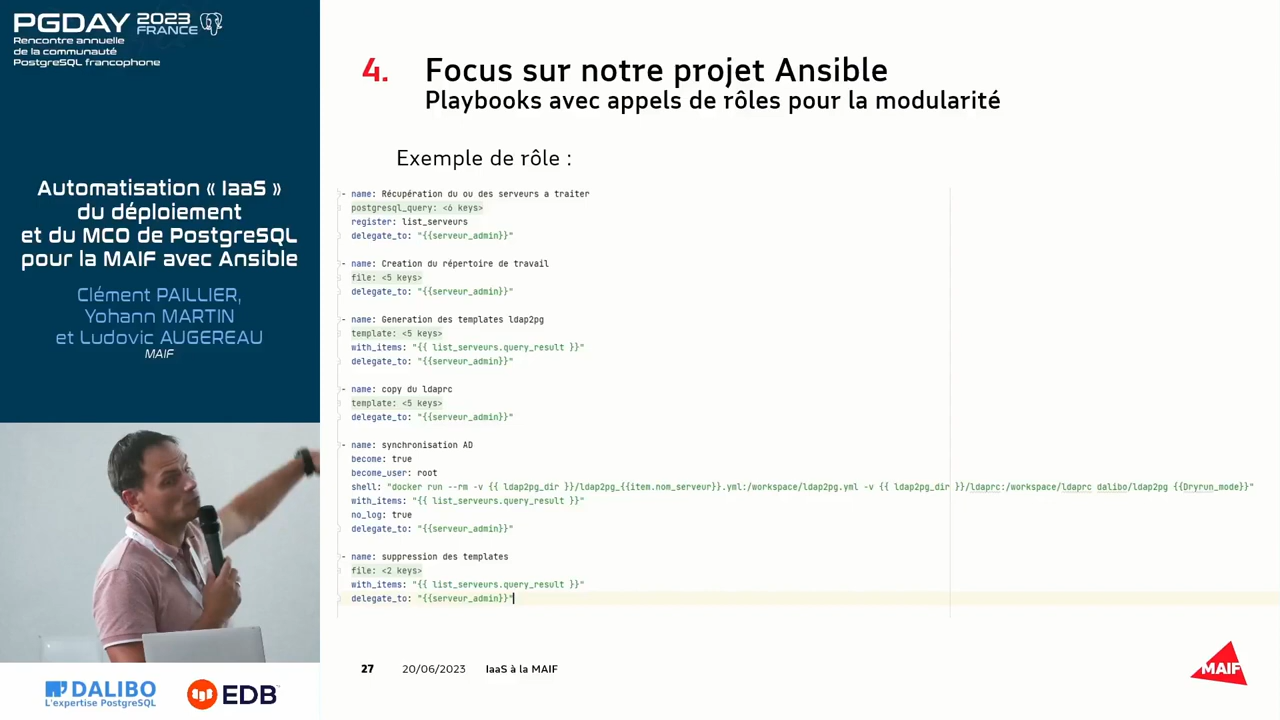 PGDAY 2023 FRANCE
Rencontre annuelle
de la communauté
PostgreSQL francophone
Automatisation « IaaS »
du déploiement
et du MCO de PostgreSQL
pour la MAIF avec Ansible
Clément PAILLIER,
Yohann MARTIN
et Ludovic AUGEREAU
MAIF
DALIBO
L'expertise PostgreSQL
EDB
4. Focus sur notre projet Ansible
Playbooks avec appels de rôles pour la modularité
Exemple de rôle :
- name: Récupération du ou des serveurs a traiter
postgresql_query: <6 keys>
register: list_serveurs
delegate_to: "{{serveur_admin}}"
- name: Creation du répertoire de travail
file: <5 keys>
delegate_to: "{{serveur_admin}}"
- name: Generation des templates ldap2pg
template: <5 keys>
with_items: "{{ list_serveurs.query_result }}"
delegate_to: "{{serveur_admin}}"
- name: copy du ldaprc
template: <5 keys>
delegate_to: "{{serveur_admin}}"
- name: synchronisation AD
become: true
become_user: root
shell: "docker run --rm -v {{ ldap2pg_dir }}/ldap2pg_{{item.nom_serveur}}.yml:/workspace/ldap2pg.yml -v {{ ldap2pg_dir }}/ldaprc:/workspace/ldaprc dalibo/ldap2pg {{Dryrun_mode}}"
with_items: "{{ list_serveurs.query_result }}"
no_log: true
delegate_to: "{{serveur_admin}}"
- name: suppression des templates
file: <2 keys>
with_items: "{{ list_serveurs.query_result }}"
delegate_to: "{{serveur_admin}}"
27 20/06/2023 IaaS à la MAIF
MAIF